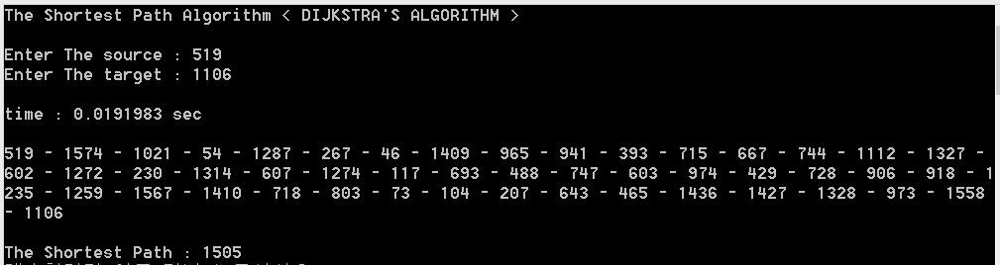 The Shortest Path Algorithm < DIJKSTRA'S ALGORITHM >
Enter The source : 519
Enter The target : 1106
time : 0.0191983 sec
519 - 1574 - 1021 - 54 - 1287 - 267 - 46 - 1409 - 965 - 941 - 393 - 715 - 667 - 744 - 1112 - 1327 -
602 - 1272 - 230 - 1314 - 607 - 1274 - 117 - 693 - 488 - 747 - 603 - 974 - 429 - 728 - 906 - 918 - 1
235 - 1259 - 1567 - 1410 - 718 - 803 - 73 - 104 - 207 - 643 - 465 - 1436 - 1427 - 1328 - 973 - 1558
- 1106
The Shortest Path : 1505